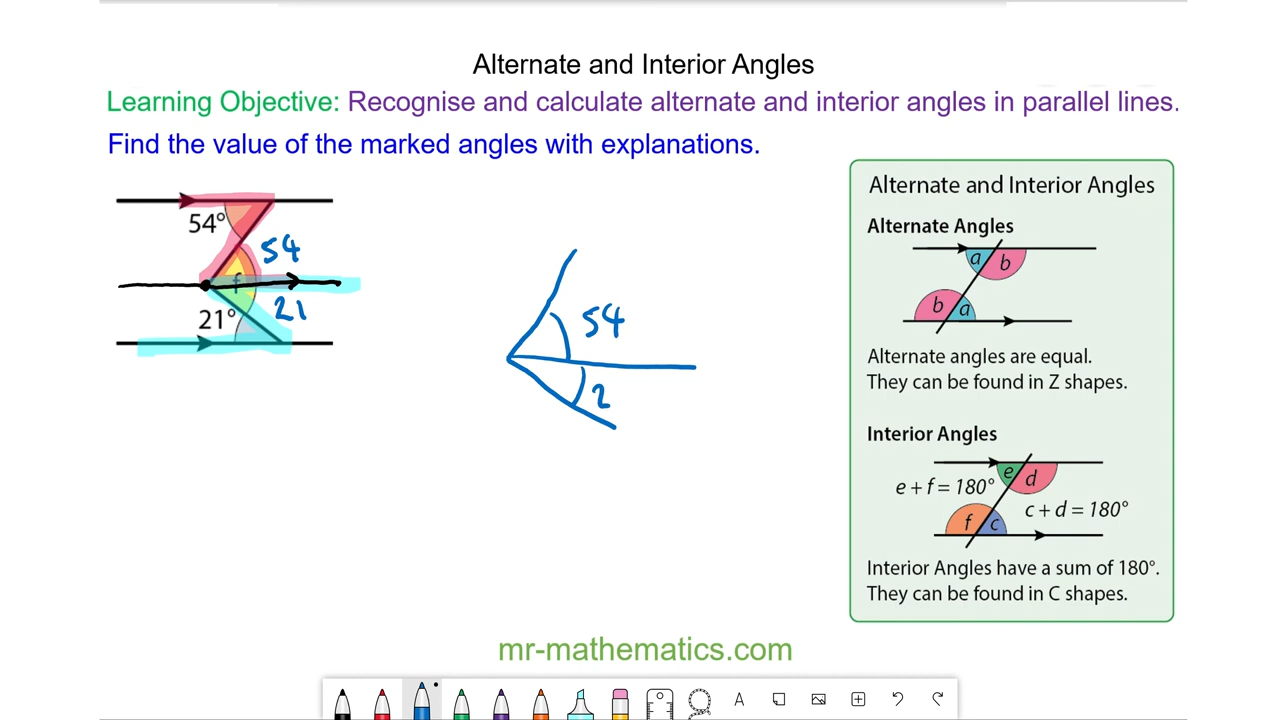 Alternate and Interior Angles
Learning Objective: Recognise and calculate alternate and interior angles in parallel lines.
Find the value of the marked angles with explanations.
54°
54
f
21°
21
54
2
Alternate and Interior Angles
Alternate Angles
a b
b a
Alternate angles are equal.
They can be found in Z shapes.
Interior Angles
e d
e + f = 180°
c + d = 180°
f c
Interior Angles have a sum of 180°.
They can be found in C shapes.
mr-mathematics.com
A